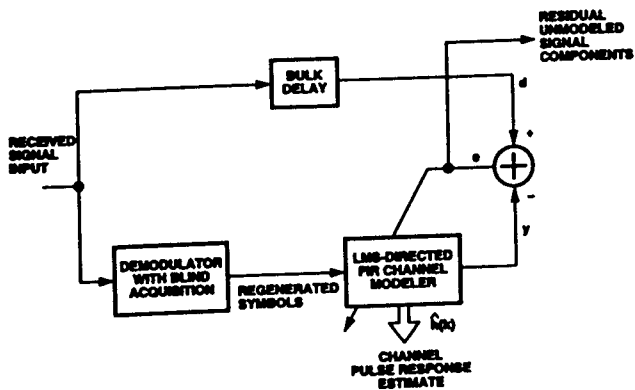 RESIDUAL
UNMODELED
SIGNAL
COMPONENTS
BULK
DELAY
d
+
RECEIVED
SIGNAL
INPUT
e
-
y
DEMODULATOR
WITH BLIND
ACQUISITION
REGENERATED
SYMBOLS
LMS-DIRECTED
FIR CHANNEL
MODELER
ĥ(k)
CHANNEL
PULSE RESPONSE
ESTIMATE